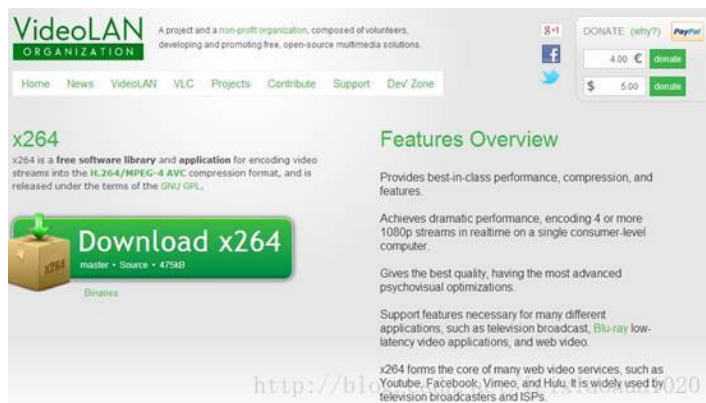 VideoLAN
ORGANIZATION
A project and a non-profit organization, composed of volunteers,
developing and promoting free, open-source multimedia solutions.
g+1
DONATE (why?) PayPal
4.00 € donate
$ 5.00 donate
Home News VideoLAN VLC Projects Contribute Support Dev' Zone
x264
x264 is a free software library and application for encoding video
streams into the H.264/MPEG-4 AVC compression format, and is
released under the terms of the GNU GPL.
Download x264
master • Source • 475kB
x264
Binaries
Features Overview
Provides best-in-class performance, compression, and
features.
Achieves dramatic performance, encoding 4 or more
1080p streams in realtime on a single consumer-level
computer.
Gives the best quality, having the most advanced
psychovisual optimizations.
Support features necessary for many different
applications, such as television broadcast, Blu-ray low-
latency video applications, and web video.
x264 forms the core of many web video services, such as
Youtube, Facebook, Vimeo, and Hulu. It is widely used by
television broadcasters and ISPs.